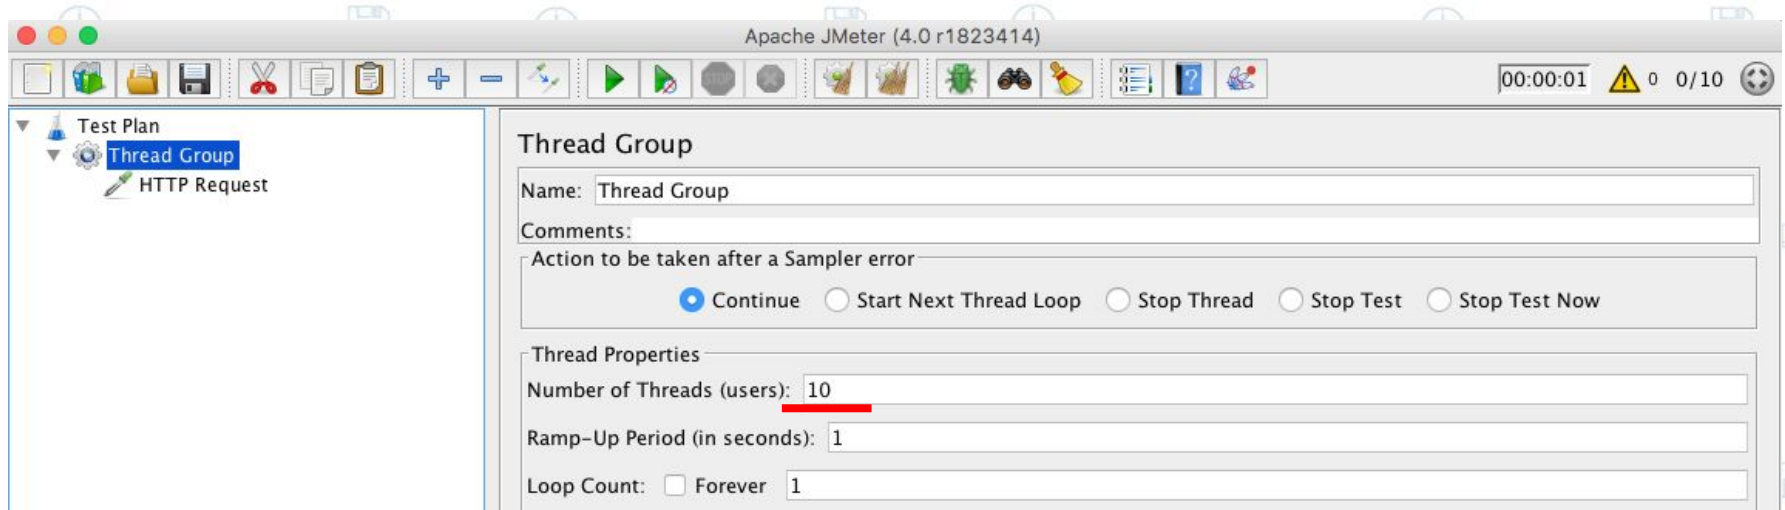 Apache JMeter (4.0 r1823414)
STOP ? 00:00:01 0 0/10
Test Plan
Thread Group
HTTP Request
Thread Group
Name: Thread Group
Comments:
Action to be taken after a Sampler error
Continue Start Next Thread Loop Stop Thread Stop Test Stop Test Now
Thread Properties
Number of Threads (users): 10
Ramp-Up Period (in seconds): 1
Loop Count: Forever 1